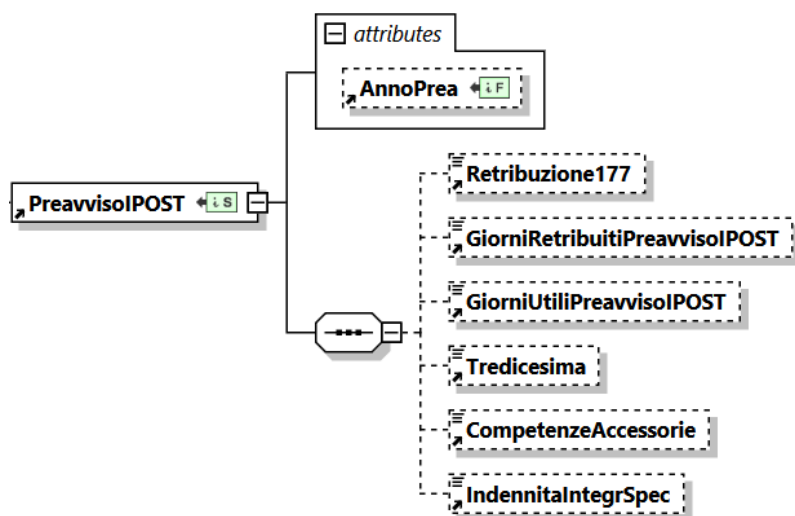 attributes
AnnoPrea i F
PreavvisoIPOST i S
Retribuzione177
GiorniRetribuitiPreavvisoIPOST
GiorniUtiliPreavvisoIPOST
Tredicesima
CompetenzeAccessorie
IndennitaIntegrSpec